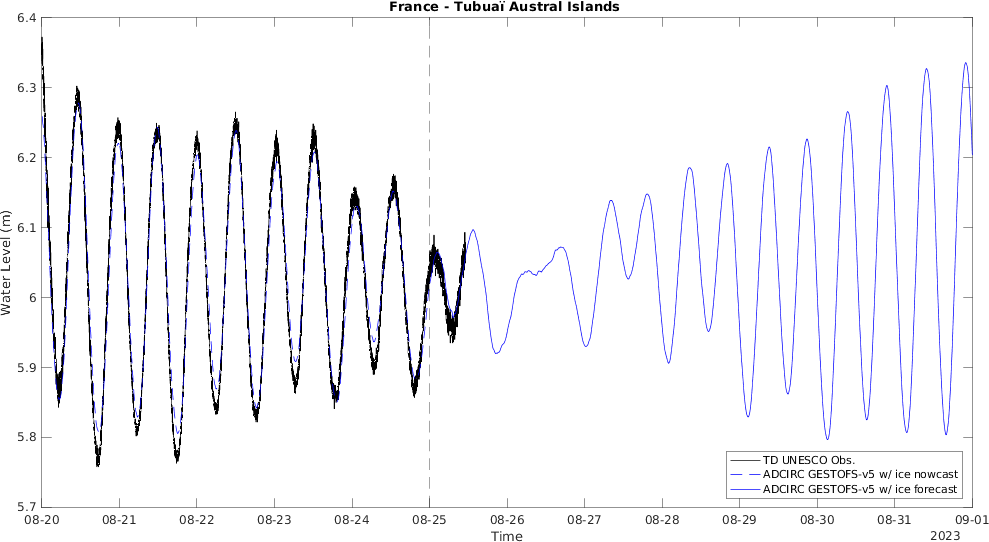 France - Tubuaï Austral Islands
6.4
6.3
6.2
6.1
6
5.9
5.8
5.7
Water Level (m)
TD UNESCO Obs.
ADCIRC GESTOFS-v5 w/ ice nowcast
ADCIRC GESTOFS-v5 w/ ice forecast
08-20 08-21 08-22 08-23 08-24 08-25 08-26 08-27 08-28 08-29 08-30 08-31 09-01
Time
2023